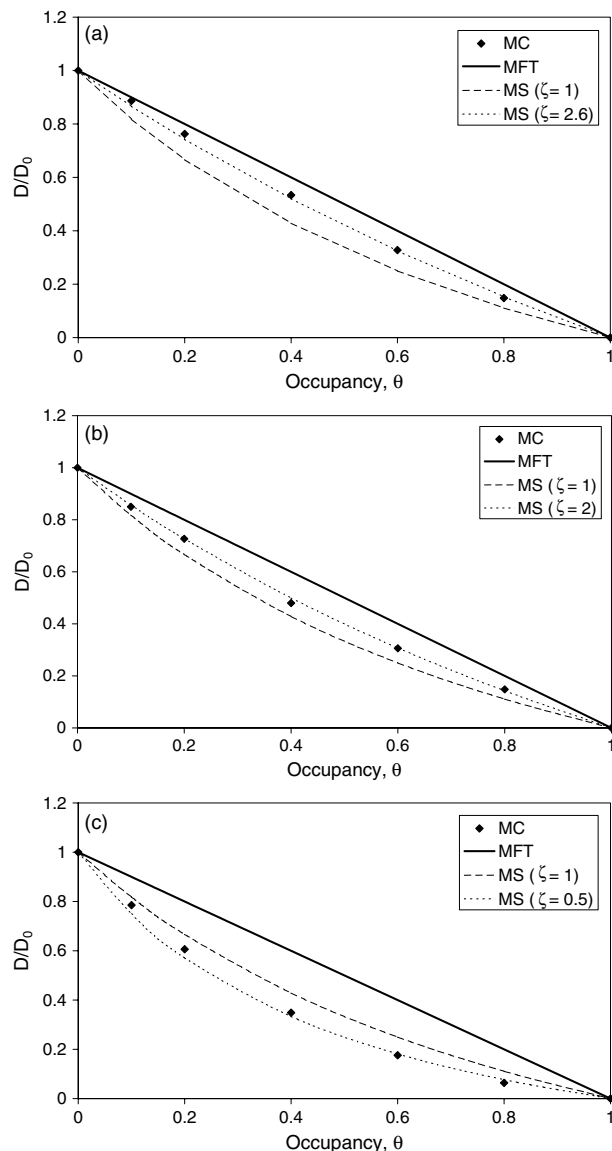 (a)
MC
MFT
MS (ζ= 1)
MS (ζ= 2.6)
1.2
1
0.8
0.6
0.4
0.2
0
D/D₀
0 0.2 0.4 0.6 0.8 1
Occupancy, θ
(b)
MC
MFT
MS ( ζ= 1)
MS ( ζ= 2)
1.2
1
0.8
0.6
0.4
0.2
0
D/D₀
0 0.2 0.4 0.6 0.8 1
Occupancy, θ
(c)
MC
MFT
MS ( ζ= 1)
MS ( ζ= 0.5)
1.2
1
0.8
0.6
0.4
0.2
0
D/D₀
0 0.2 0.4 0.6 0.8 1
Occupancy, θ